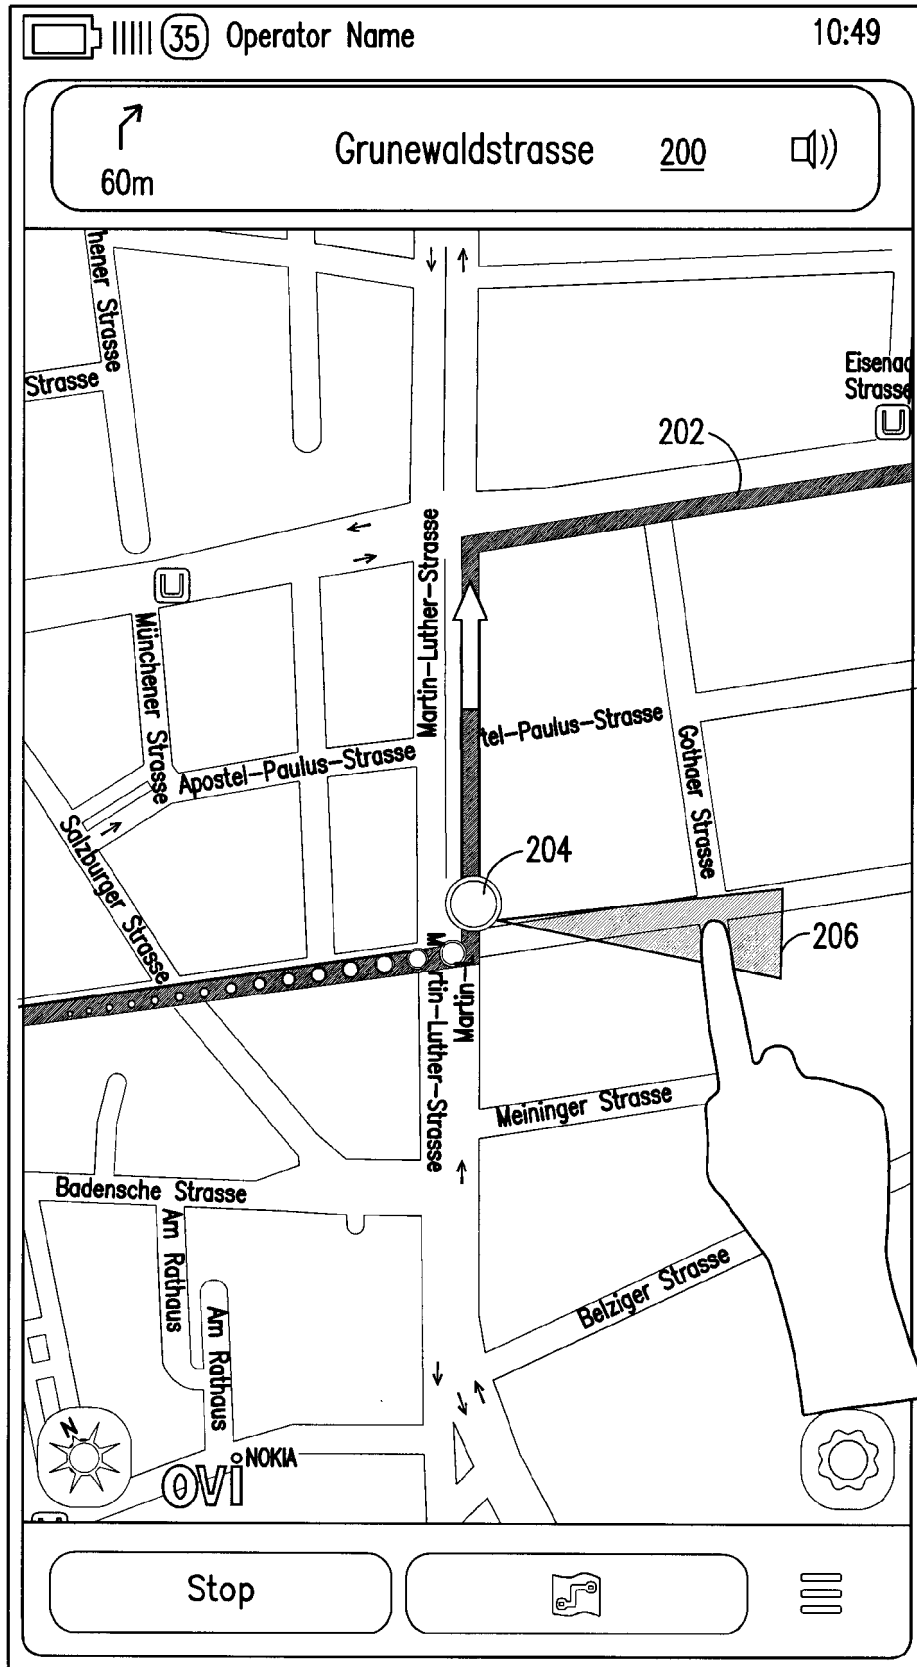 35 Operator Name 10:49
Grunewaldstrasse 200
60m
hener Strasse
Strasse
Eisenac
Strasse
202
Martin-Luther-Strasse
Münchener Strasse
tel-Paulus-Strasse
Apostel-Paulus-Strasse
Gothaer Strasse
Salzburger Strasse
204
206
Martin-Luther-Strasse
Martin-
Meininger Strasse
Badensche Strasse
Am Rathaus
Am Rathaus
Belziger Strasse
N
ovi NOKIA
Stop